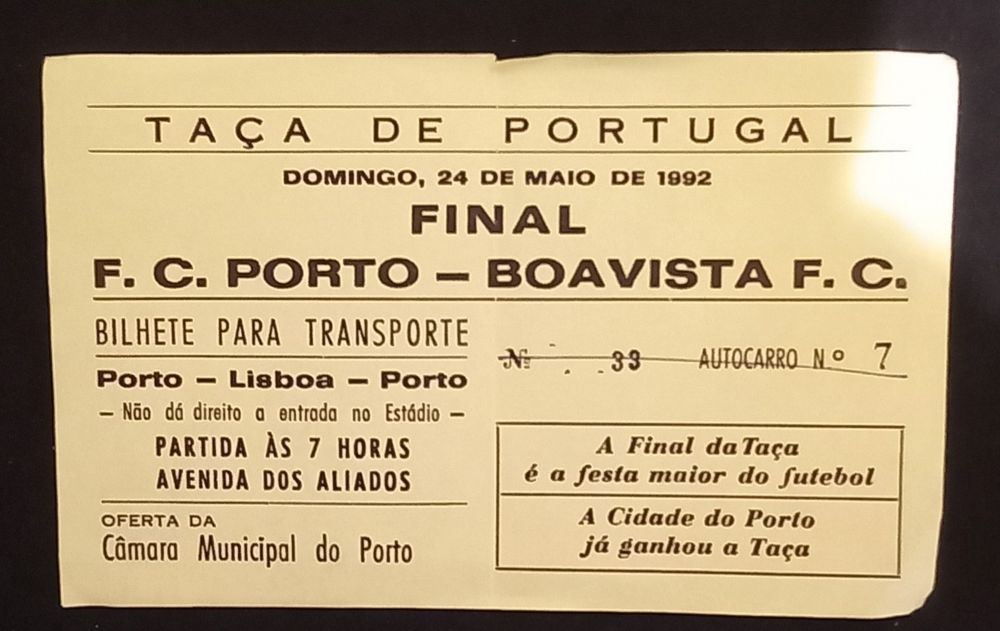 TAÇA DE PORTUGAL
DOMINGO, 24 DE MAIO DE 1992
FINAL
F. C. PORTO — BOAVISTA F. C.
BILHETE PARA TRANSPORTE
Porto — Lisboa — Porto
— Não dá direito a entrada no Estádio —
PARTIDA ÀS 7 HORAS
AVENIDA DOS ALIADOS
OFERTA DA
Câmara Municipal do Porto
№ 33 AUTOCARRO N.º 7
A Final da Taça
é a festa maior do futebol
A Cidade do Porto
já ganhou a Taça